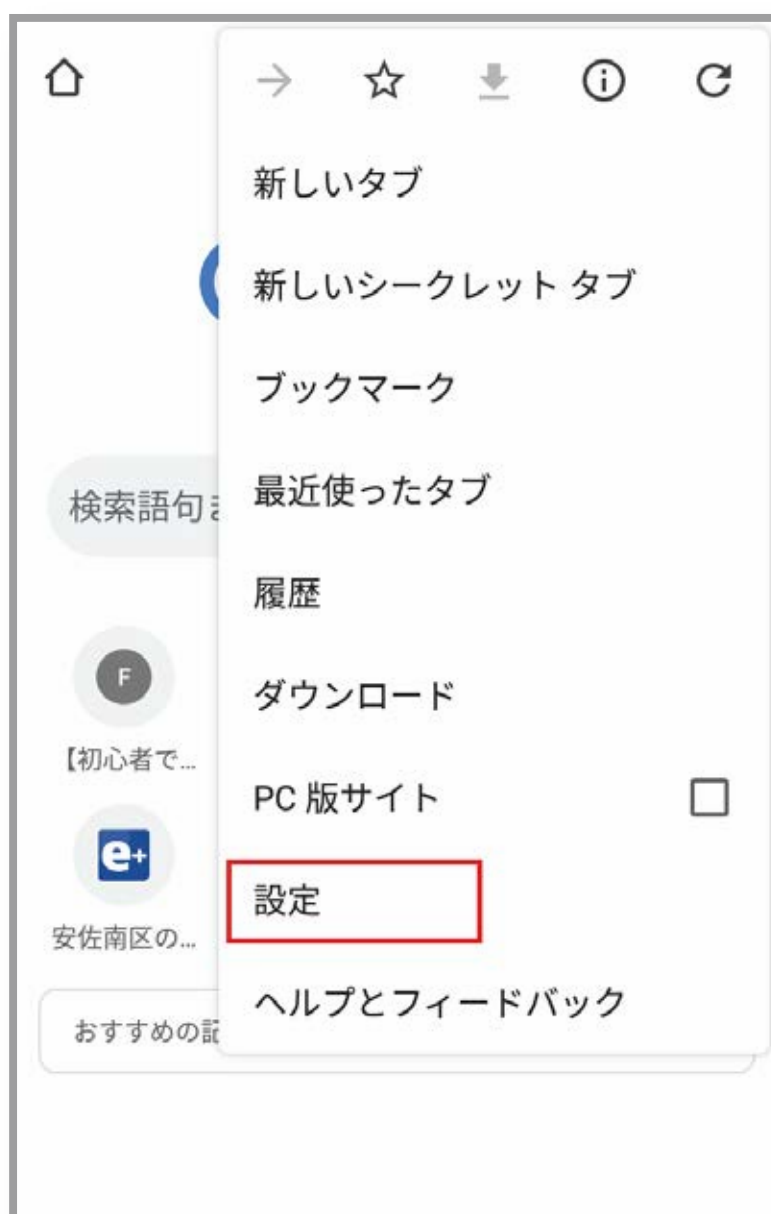 新しいタブ
新しいシークレット タブ
ブックマーク
最近使ったタブ
履歴
ダウンロード
PC 版サイト
設定
ヘルプとフィードバック
検索語句
F
【初心者で...
e+
安佐南区の...
おすすめの記